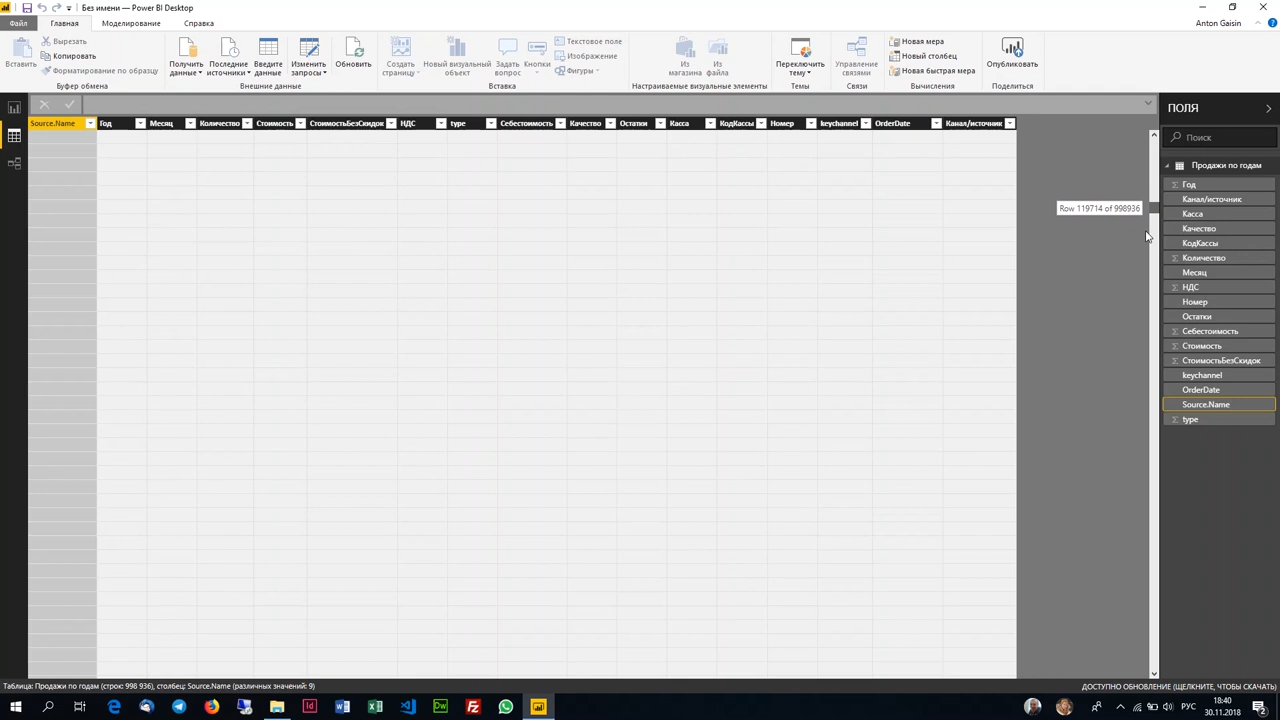 Без имени — Power BI Desktop
Файл Главная Моделирование Справка Anton Gaisin
Вставить
Вырезать
Копировать
Форматирование по образцу
Буфер обмена
Получить данные
Последние источники
Введите данные
Изменить запросы
Обновить
Внешние данные
Создать страницу
Новый визуальный объект
Задать вопрос
Кнопки
Текстовое поле
Изображение
Фигуры
Вставка
Из магазина
Из файла
Настраиваемые визуальные элементы
Переключить тему
Темы
Управление связями
Связи
Новая мера
Новый столбец
Новая быстрая мера
Вычисления
Опубликовать
Поделиться
Source.Name Год Месяц Количество Стоимость СтоимостьБезСкидок НДС type Себестоимость Качество Остатки Касса КодКассы Номер keychannel OrderDate Канал/источник
Row 119714 of 998936
ПОЛЯ
Поиск
Продажи по годам
Год
Канал/источник
Касса
Качество
КодКассы
Количество
Месяц
НДС
Номер
Остатки
Себестоимость
Стоимость
СтоимостьБезСкидок
keychannel
OrderDate
Source.Name
type
Таблица: Продажи по годам (строк: 998 936), столбец: Source.Name (различных значений: 9)
ДОСТУПНО ОБНОВЛЕНИЕ (ЩЕЛКНИТЕ, ЧТОБЫ СКАЧАТЬ)
РУС
18:40
30.11.2018